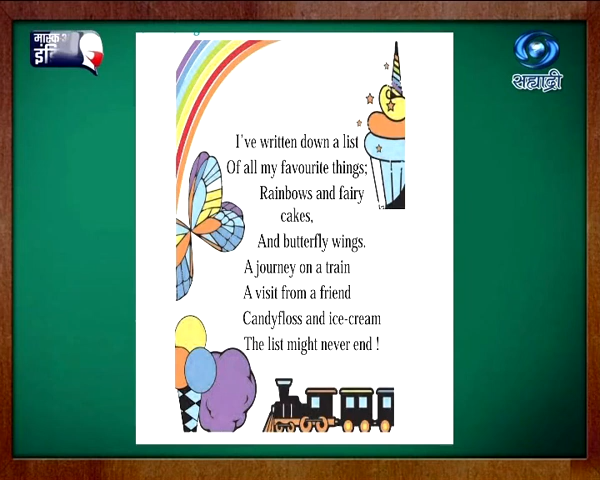 मास्क
इंडि
सह्याद्री
I've written down a list
Of all my favourite things;
Rainbows and fairy
cakes,
And butterfly wings.
A journey on a train
A visit from a friend
Candyfloss and ice-cream
The list might never end !